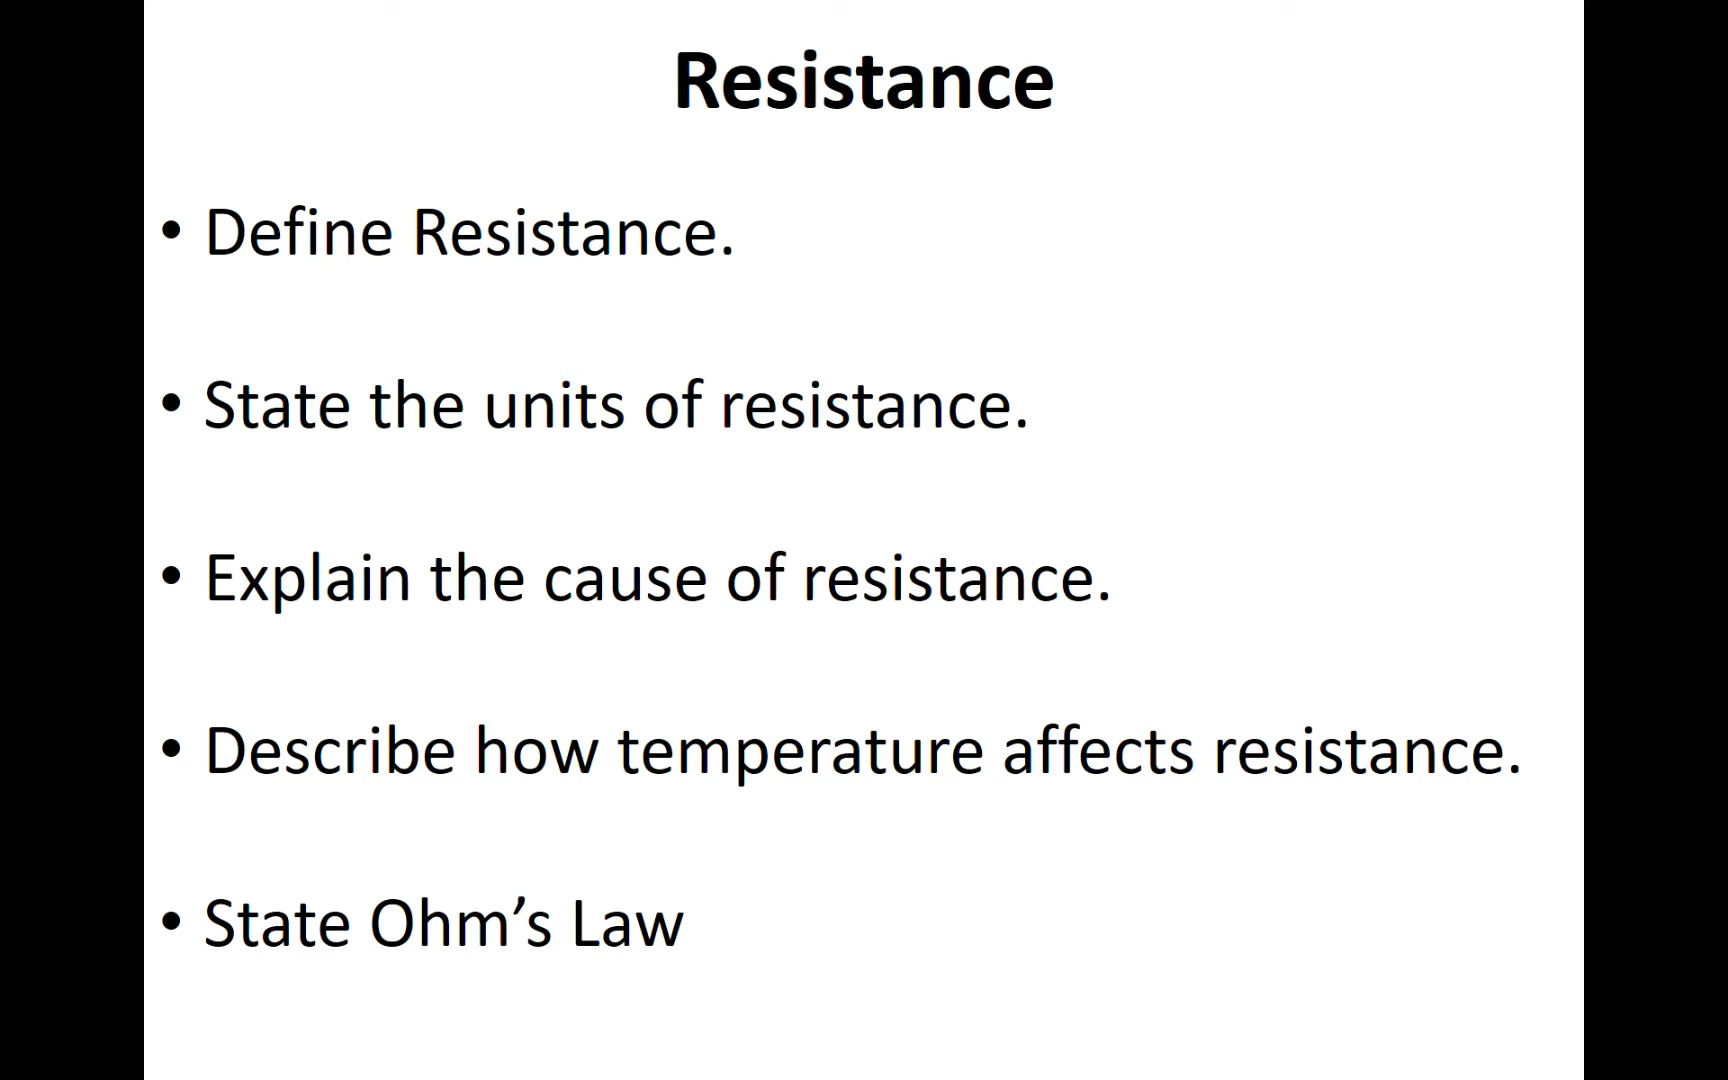 Resistance
• Define Resistance.
• State the units of resistance.
• Explain the cause of resistance.
• Describe how temperature affects resistance.
• State Ohm’s Law